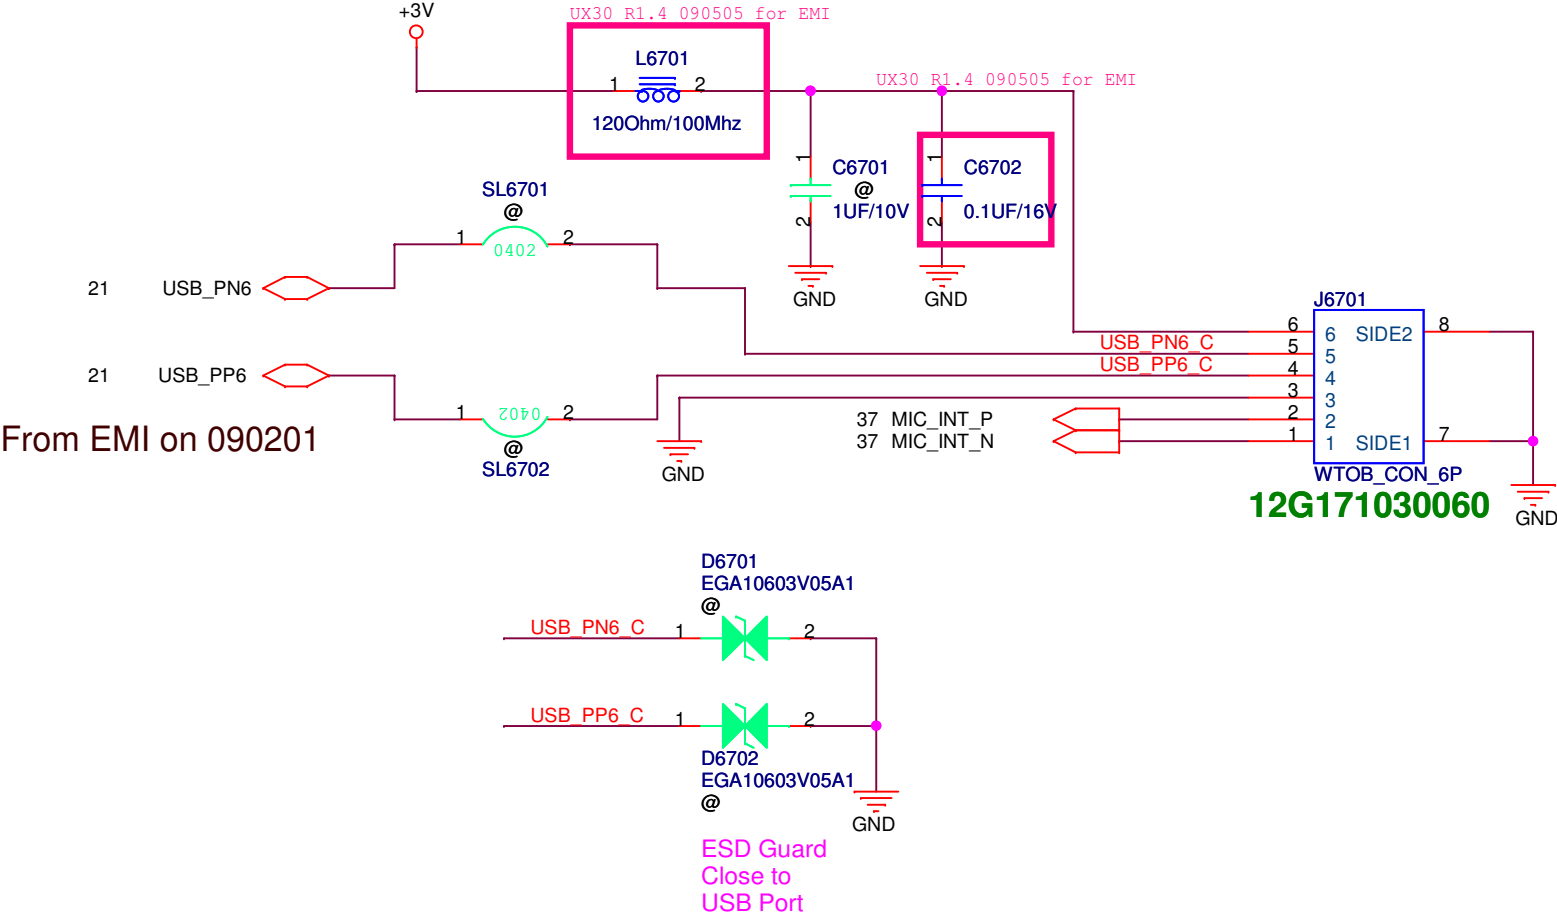 +3V
UX30 R1.4 090505 for EMI
L6701
1 2
120Ohm/100Mhz
UX30 R1.4 090505 for EMI
1
C6701
@
1UF/10V
2
GND
1
C6702
0.1UF/16V
2
GND
SL6701
@
1 2
0402
21 USB_PN6
21 USB_PP6
1 2
0402
@
SL6702
From EMI on 090201
GND
37 MIC_INT_P
37 MIC_INT_N
USB_PN6_C
USB_PP6_C
J6701
6 6 SIDE2 8
5 5
4 4
3 3
2 2
1 1 SIDE1 7
WTOB_CON_6P
12G171030060
GND
D6701
EGA10603V05A1
@
USB_PN6_C 1 2
USB_PP6_C 1 2
D6702
EGA10603V05A1
@
GND
ESD Guard
Close to
USB Port